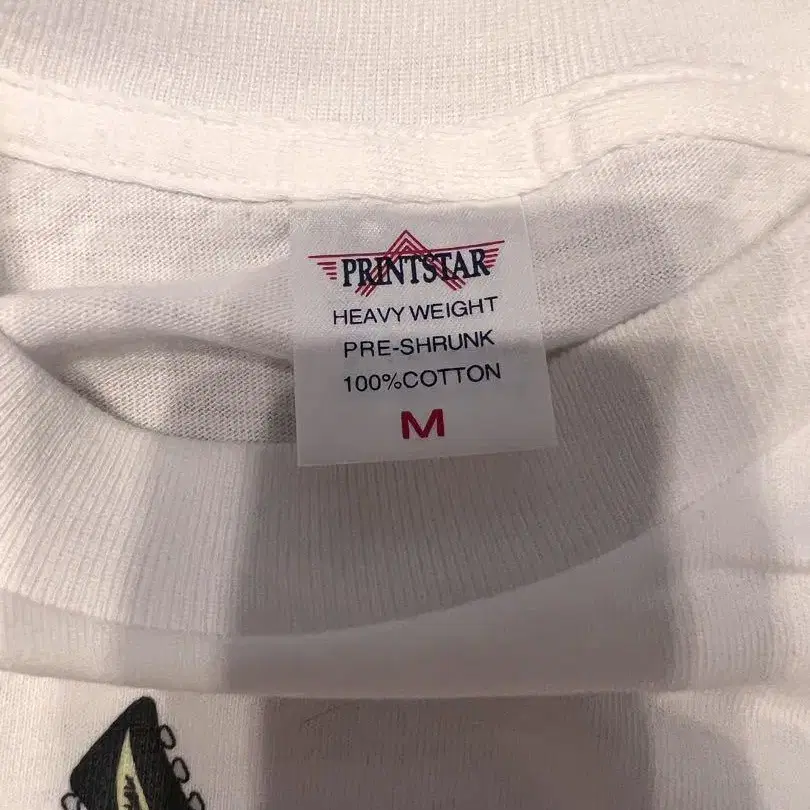 PRINTSTAR
HEAVY WEIGHT
PRE-SHRUNK
100%COTTON
M